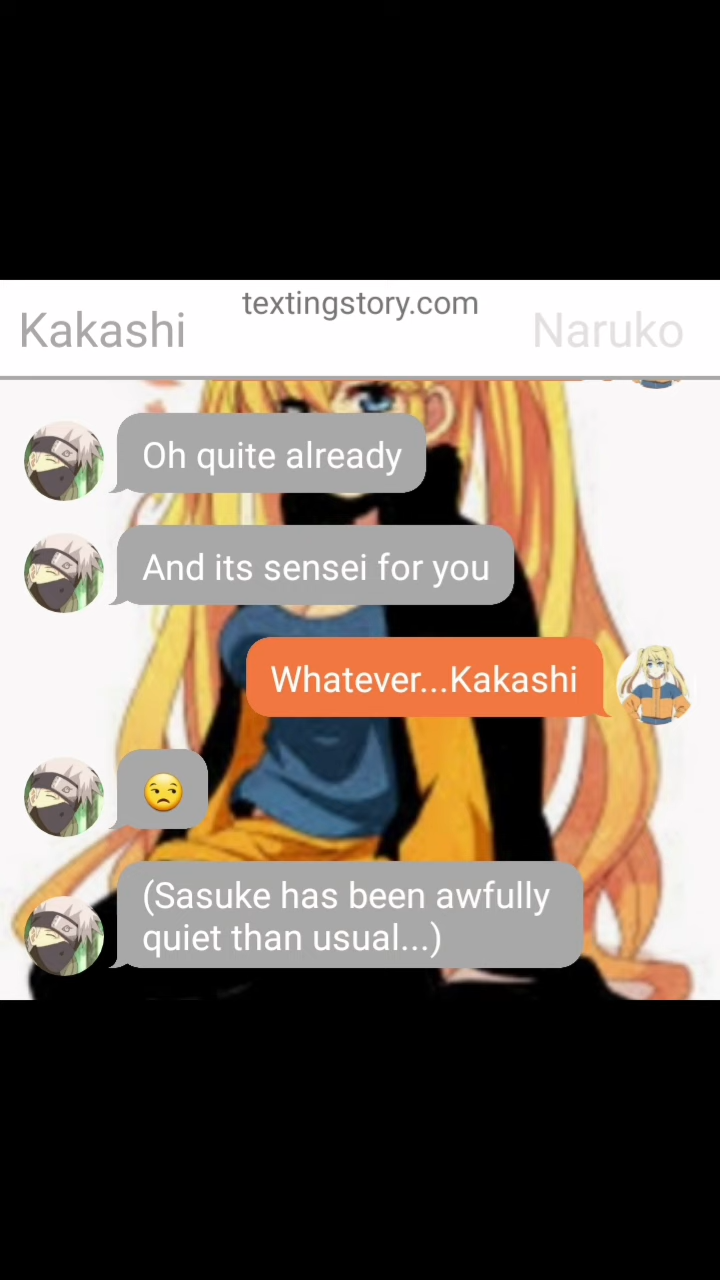 textingstory.com
Kakashi
Naruko
Oh quite already
And its sensei for you
Whatever...Kakashi
😒
(Sasuke has been awfully
quiet than usual...)